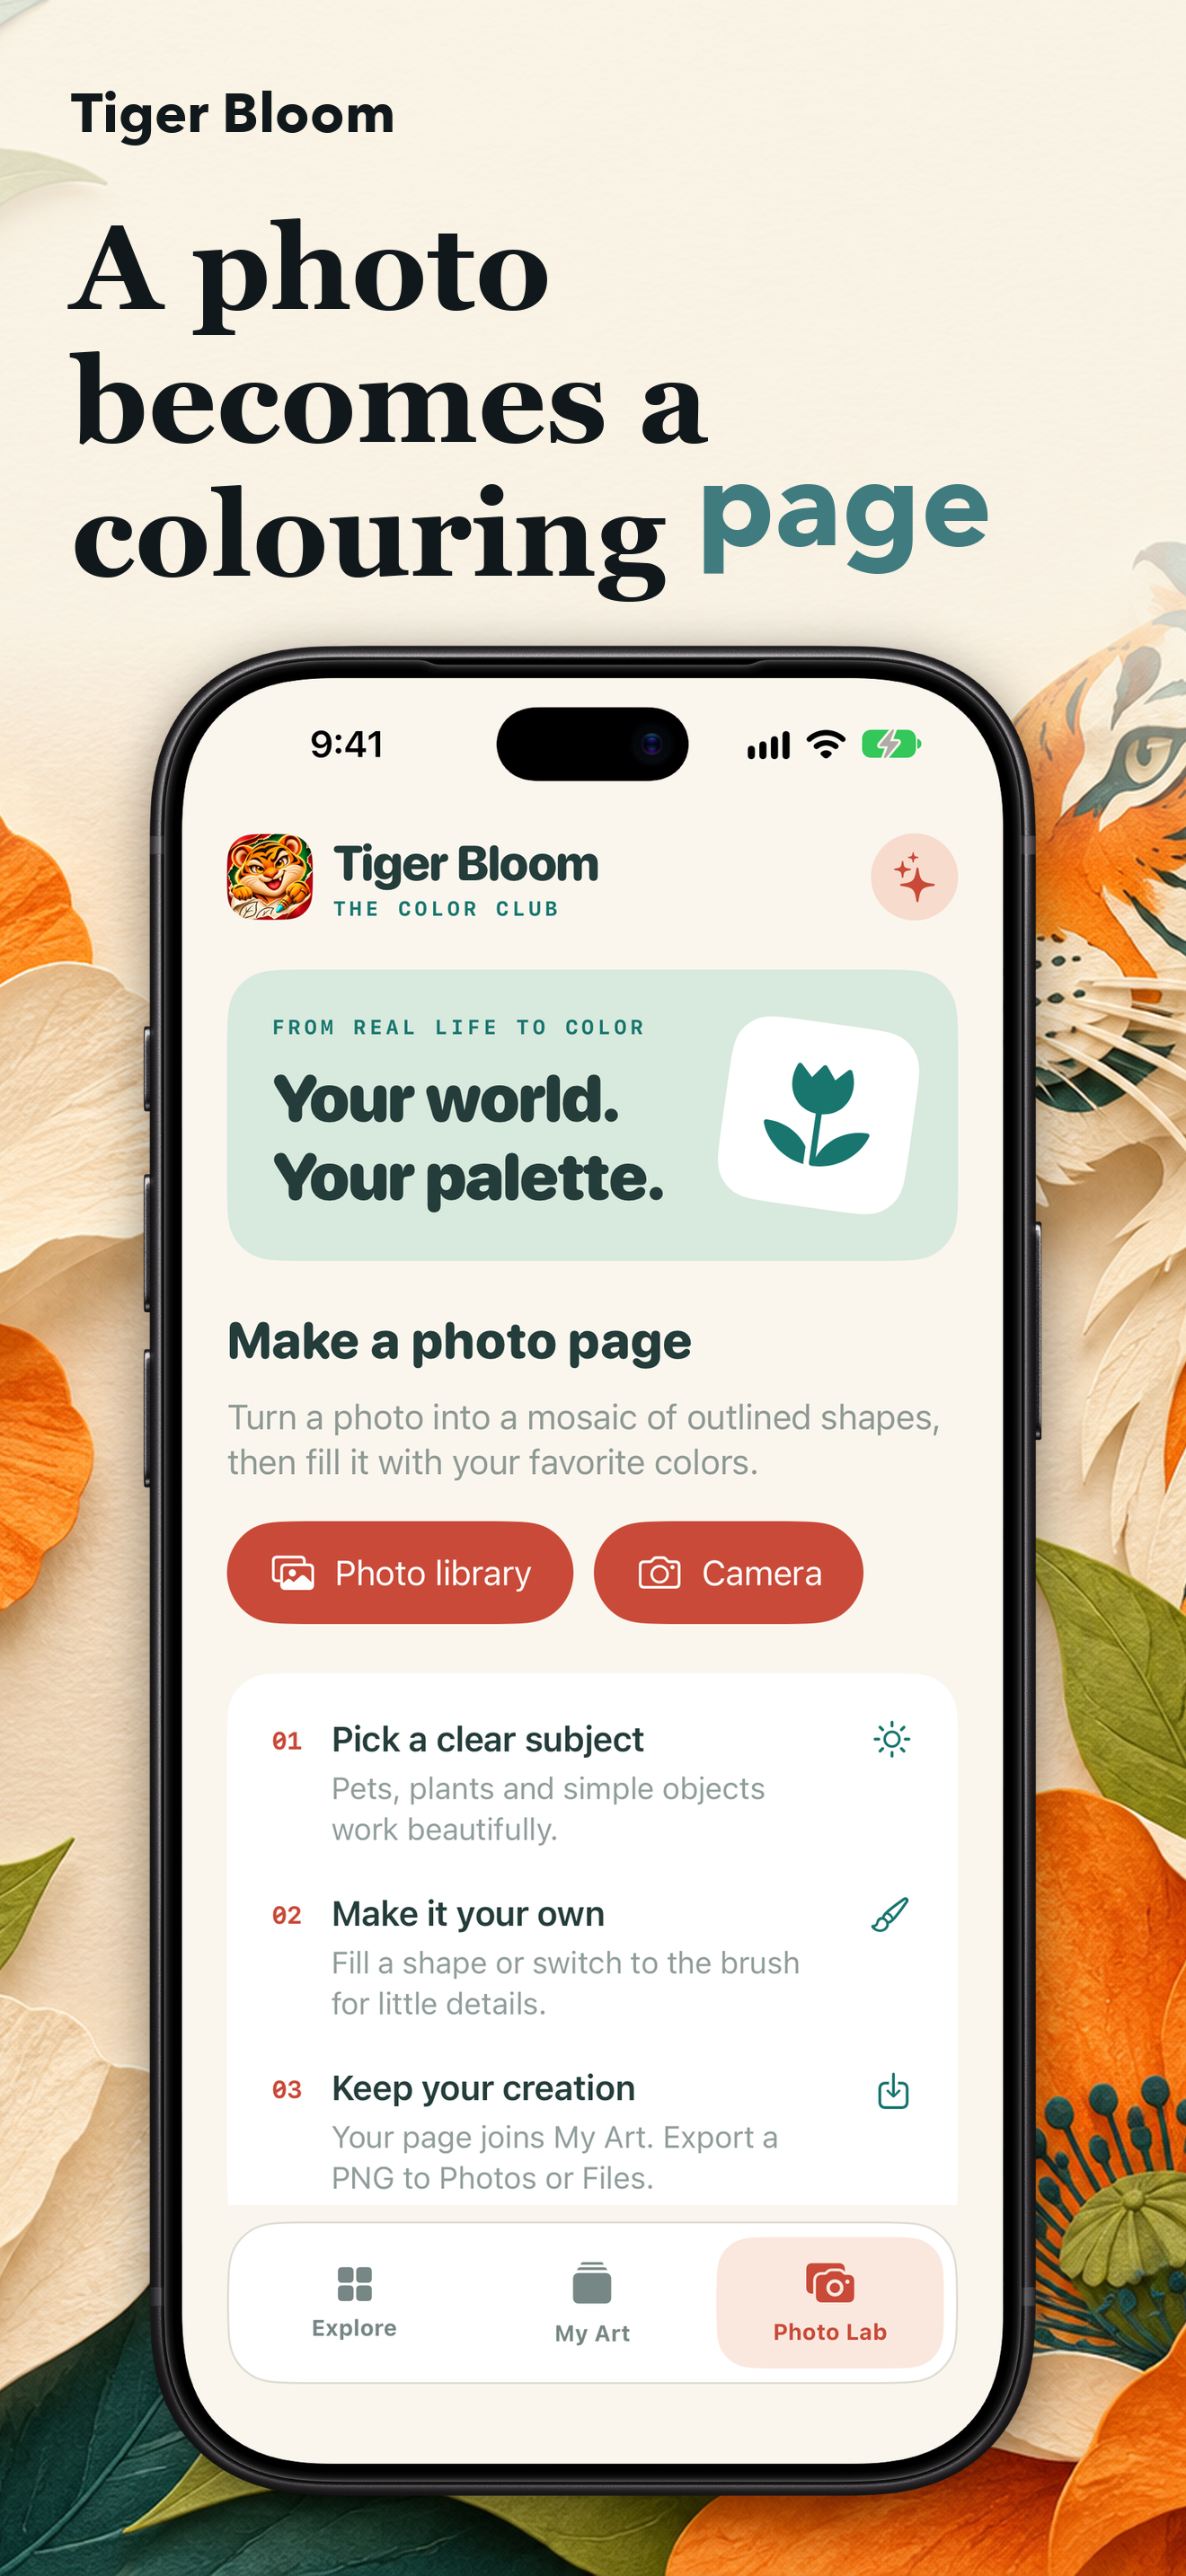 Tiger Bloom
A photo
becomes a
colouring page
9:41
Tiger Bloom
THE COLOR CLUB
FROM REAL LIFE TO COLOR
Your world.
Your palette.
Make a photo page
Turn a photo into a mosaic of outlined shapes,
then fill it with your favorite colors.
Photo library
Camera
01 Pick a clear subject
Pets, plants and simple objects
work beautifully.
02 Make it your own
Fill a shape or switch to the brush
for little details.
03 Keep your creation
Your page joins My Art. Export a
PNG to Photos or Files.
Explore
My Art
Photo Lab